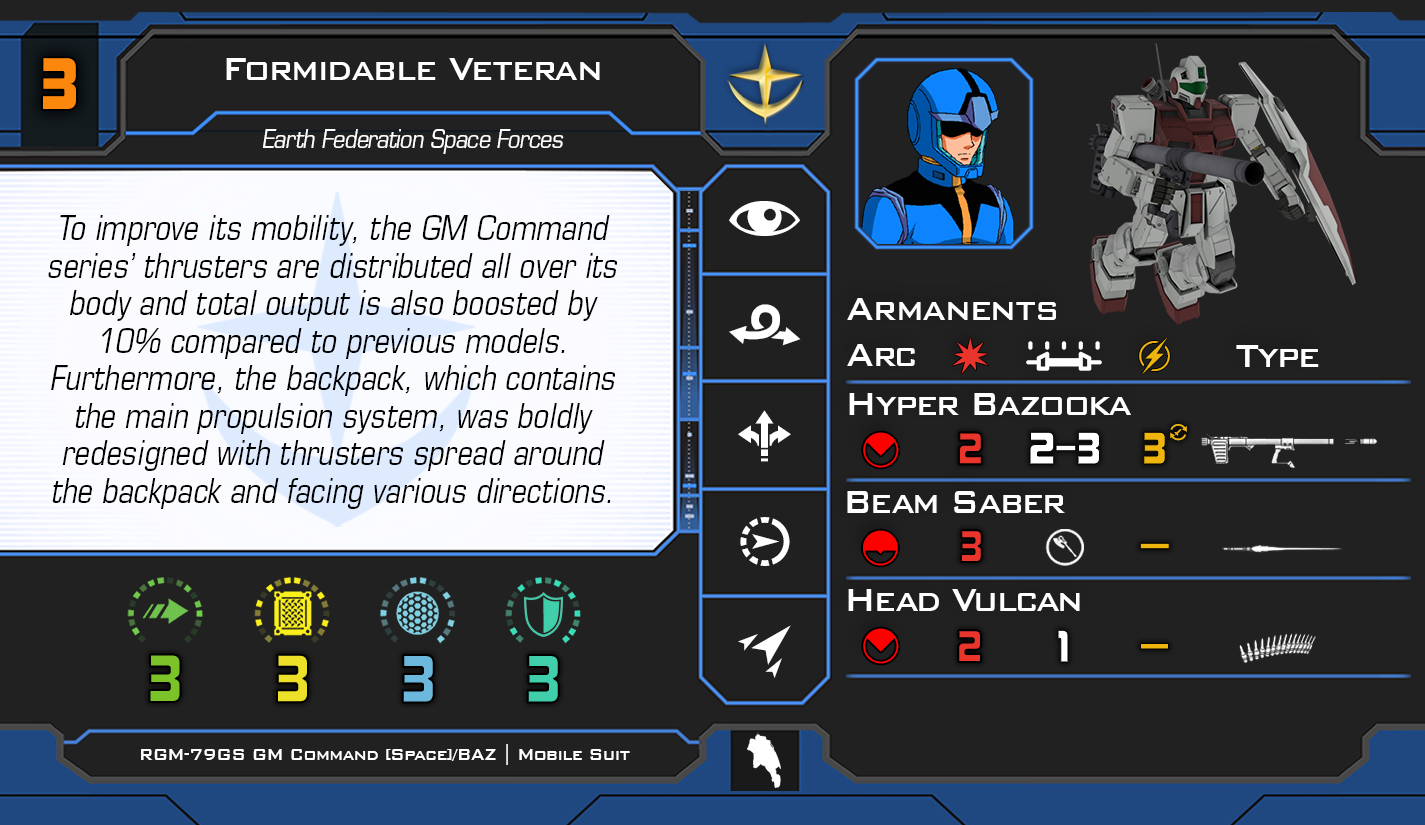 3
Formidable Veteran
Earth Federation Space Forces
To improve its mobility, the GM Command
series’ thrusters are distributed all over its
body and total output is also boosted by
10% compared to previous models.
Furthermore, the backpack, which contains
the main propulsion system, was boldly
redesigned with thrusters spread around
the backpack and facing various directions.
3 3 3 3
RGM-79GS GM Command [Space]/BAZ | Mobile Suit
Armanents
Arc Type
Hyper Bazooka
2 2–3 3
Beam Saber
3 –
Head Vulcan
2 1 –